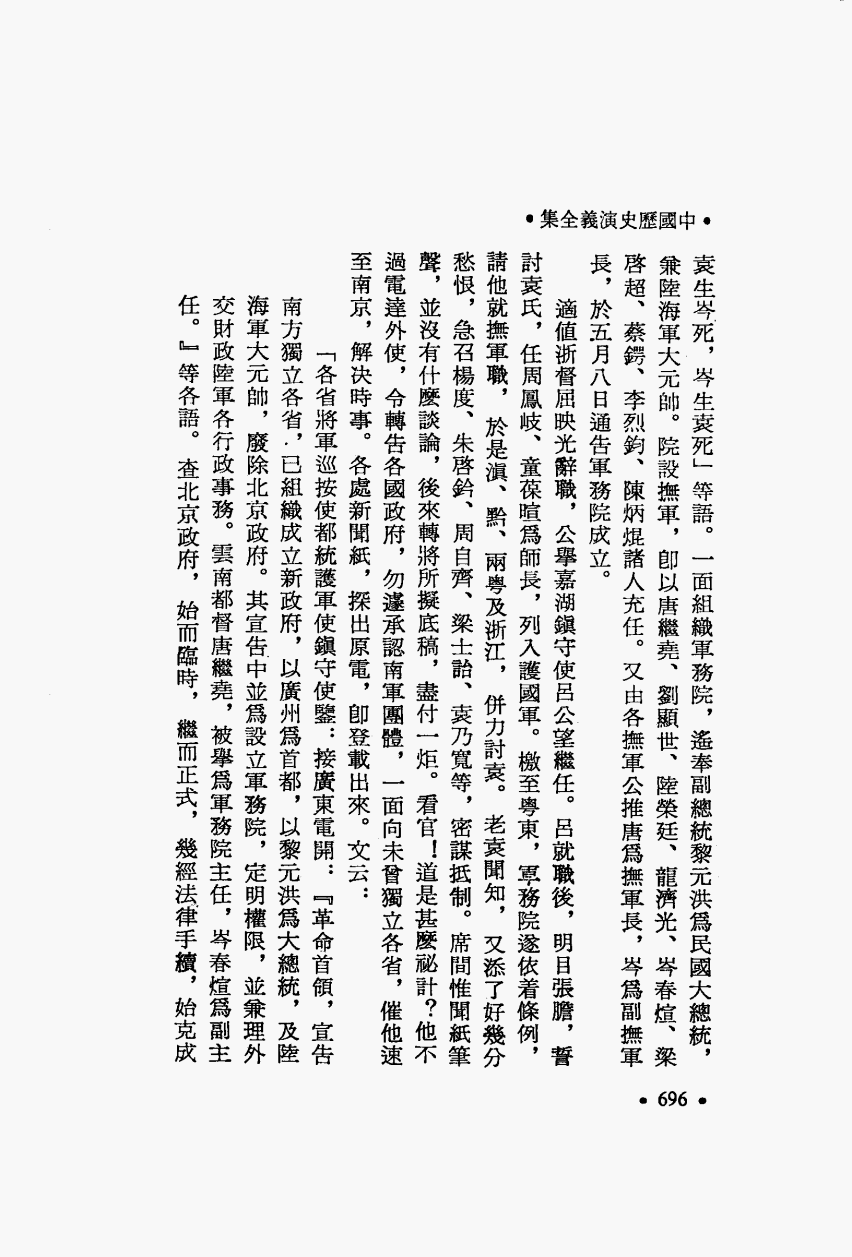 •中國歷史演義全集•
袁生岑死，岑生袁死」等語。一面組織軍務院，遙奉副總統黎元洪爲民國大總統，
兼陸海軍大元帥。院設撫軍，卽以唐繼堯、劉顯世、陸榮廷、龍濟光、岑春煊、梁
啓超、蔡鍔、李烈鈞、陳炳焜諸人充任。又由各撫軍公推唐爲撫軍長，岑爲副撫軍
長，於五月八日通告軍務院成立。
適值浙督屈映光辭職，公舉嘉湖鎮守使呂公望繼任。呂就職後，明目張膽，誓
討袁氏，任周鳳岐、童葆暄爲師長，列入護國軍。檄至粵東，軍務院遂依着條例，
請他就撫軍職，於是滇、黔、兩粵及浙江，併力討袁。老袁聞知，又添了好幾分
愁恨，急召楊度、朱啓鈐、周自齊、梁士詒、袁乃寬等，密謀抵制。席間惟聞紙筆
聲，並沒有什麼談論，後來轉將所擬底稿，盡付一炬。看官！道是甚麼祕計？他不
過電達外使，令轉告各國政府，勿遽承認南軍團體，一面向未曾獨立各省，催他速
至南京，解決時事。各處新聞紙，探出原電，卽登載出來。文云：
「各省將軍巡按使都統護軍使鎮守使鑒：接廣東電開：『革命首領，宣告
南方獨立各省，已組織成立新政府，以廣州爲首都，以黎元洪爲大總統，及陸
海軍大元帥，廢除北京政府。其宣告中並爲設立軍務院，定明權限，並兼理外
交財政陸軍各行政事務。雲南都督唐繼堯，被舉爲軍務院主任，岑春煊爲副主
任。』等各語。查北京政府，始而臨時，繼而正式，幾經法律手續，始克成
•696•